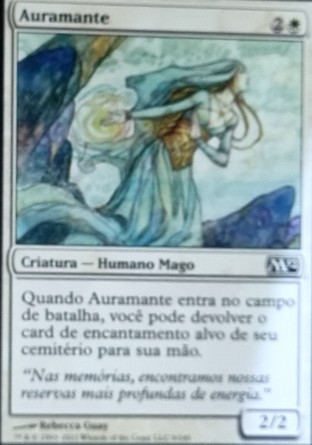 Auramante 2
Criatura — Humano Mago M12
Quando Auramante entra no campo
de batalha, você pode devolver o
card de encantamento alvo de seu
cemitério para sua mão.
"Nas memórias, encontramos nossas
reservas mais profundas de energia."
Rebecca Guay
2/2